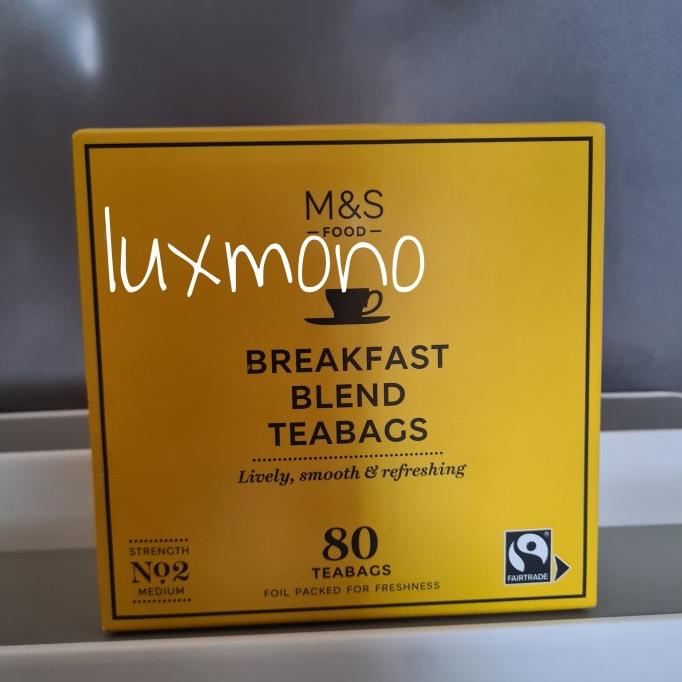 M&S
FOOD
luxmono
BREAKFAST
BLEND
TEABAGS
Lively, smooth & refreshing
STRENGTH
Nº2
MEDIUM
80
TEABAGS
FOIL PACKED FOR FRESHNESS
FAIRTRADE